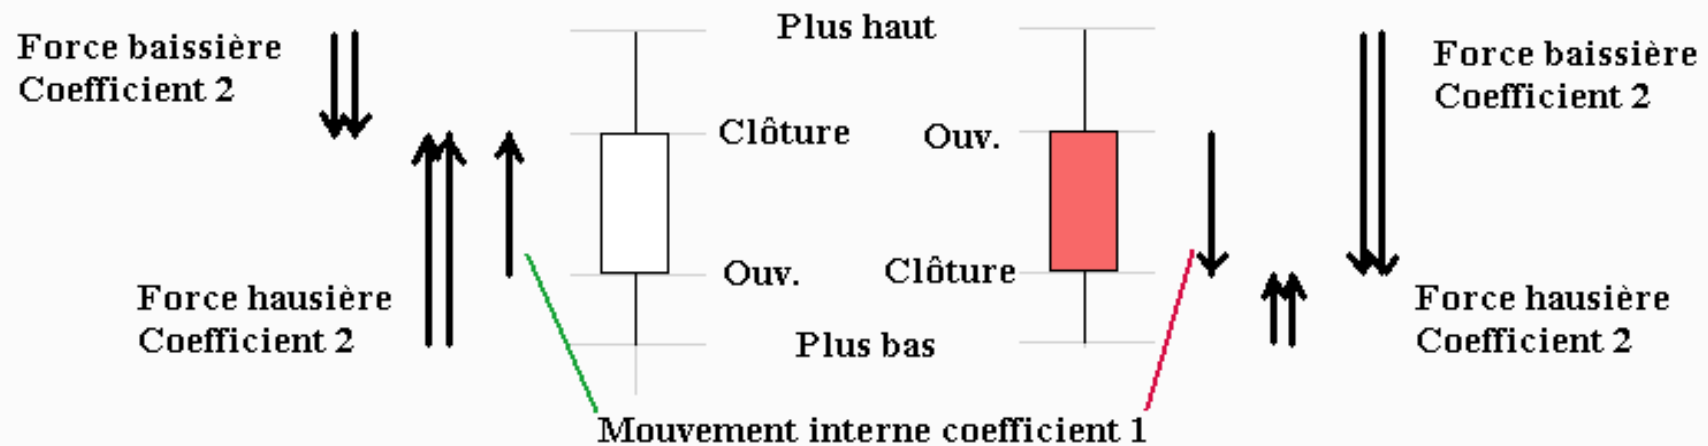 Force baissière
Coefficient 2
Plus haut
Force baissière
Coefficient 2
Clôture
Ouv.
Ouv.
Clôture
Force hausière
Coefficient 2
Plus bas
Force hausière
Coefficient 2
Mouvement interne coefficient 1